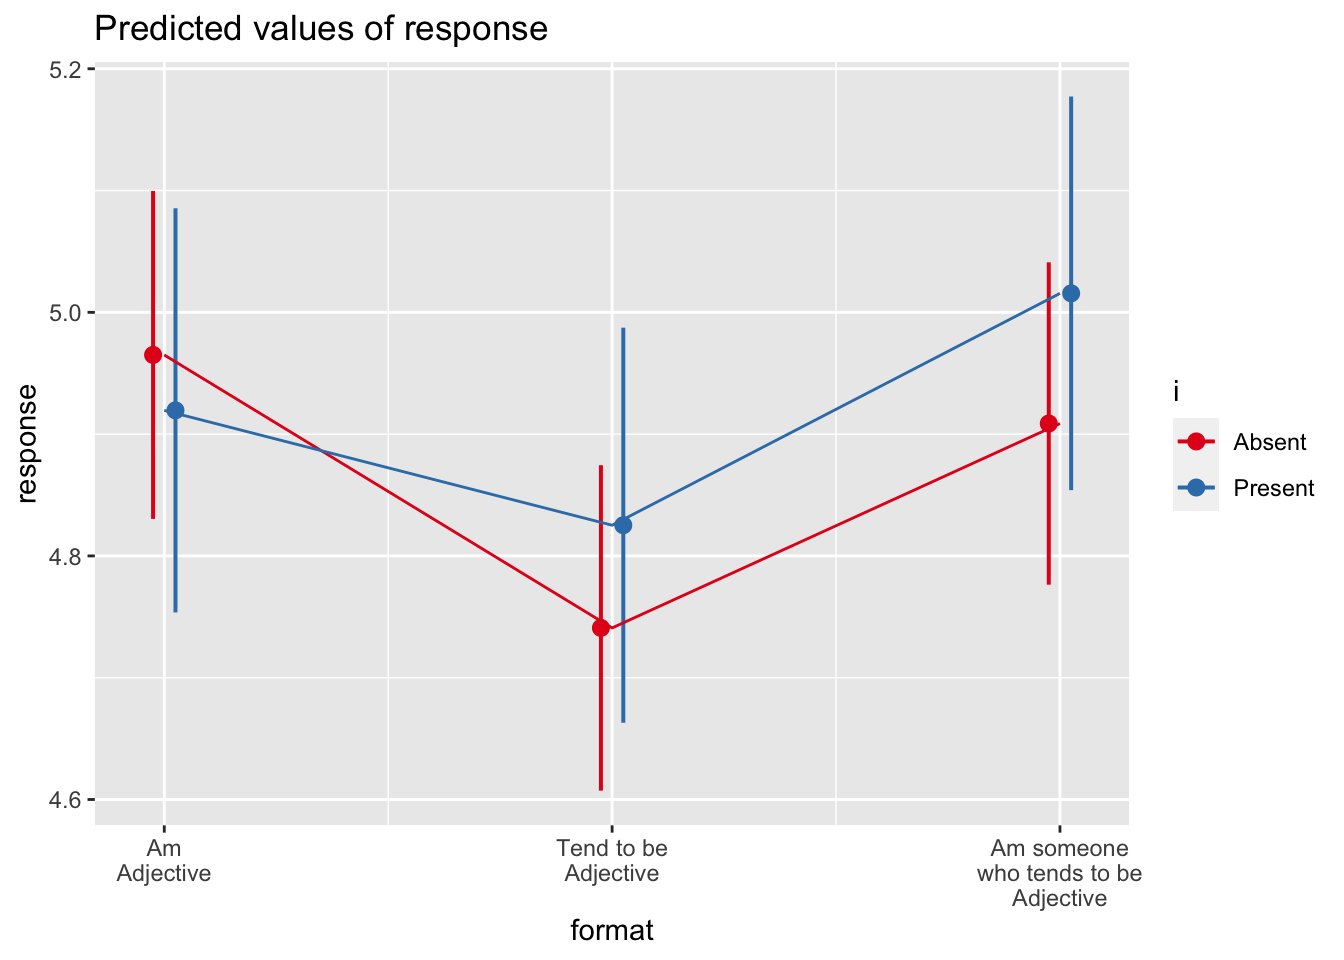 Predicted values of response
5.2
5.0
4.8
4.6
response
Am
Adjective
Tend to be
Adjective
Am someone
who tends to be
Adjective
format
i
Absent
Present